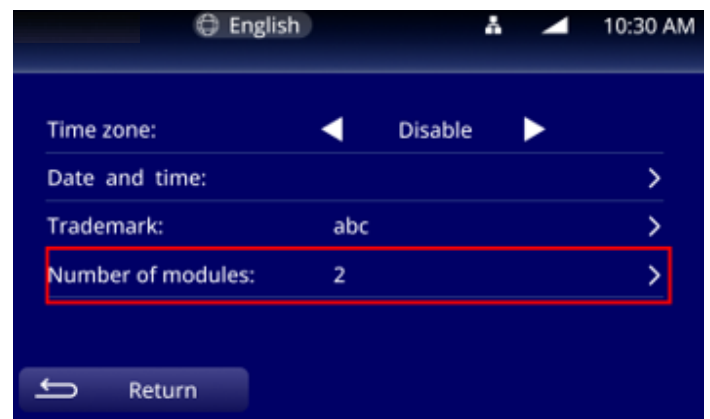 English 10:30 AM
Time zone: Disable
Date and time:
Trademark: abc
Number of modules: 2
Return